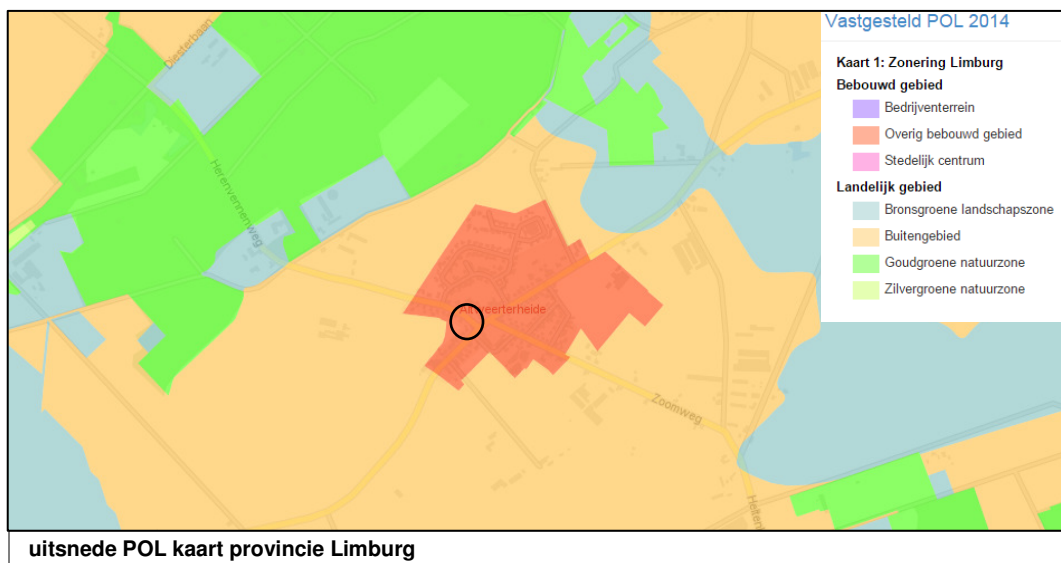 Vastgesteld POL 2014
Kaart 1: Zonering Limburg
Bebouwd gebied
Bedrijventerrein
Overig bebouwd gebied
Stedelijk centrum
Landelijk gebied
Bronsgroene landschapszone
Buitengebied
Goudgroene natuurzone
Zilvergroene natuurzone
Diesterbaan
Herenvennenweg
Altweerterheide
Zoomweg
uitsnede POL kaart provincie Limburg